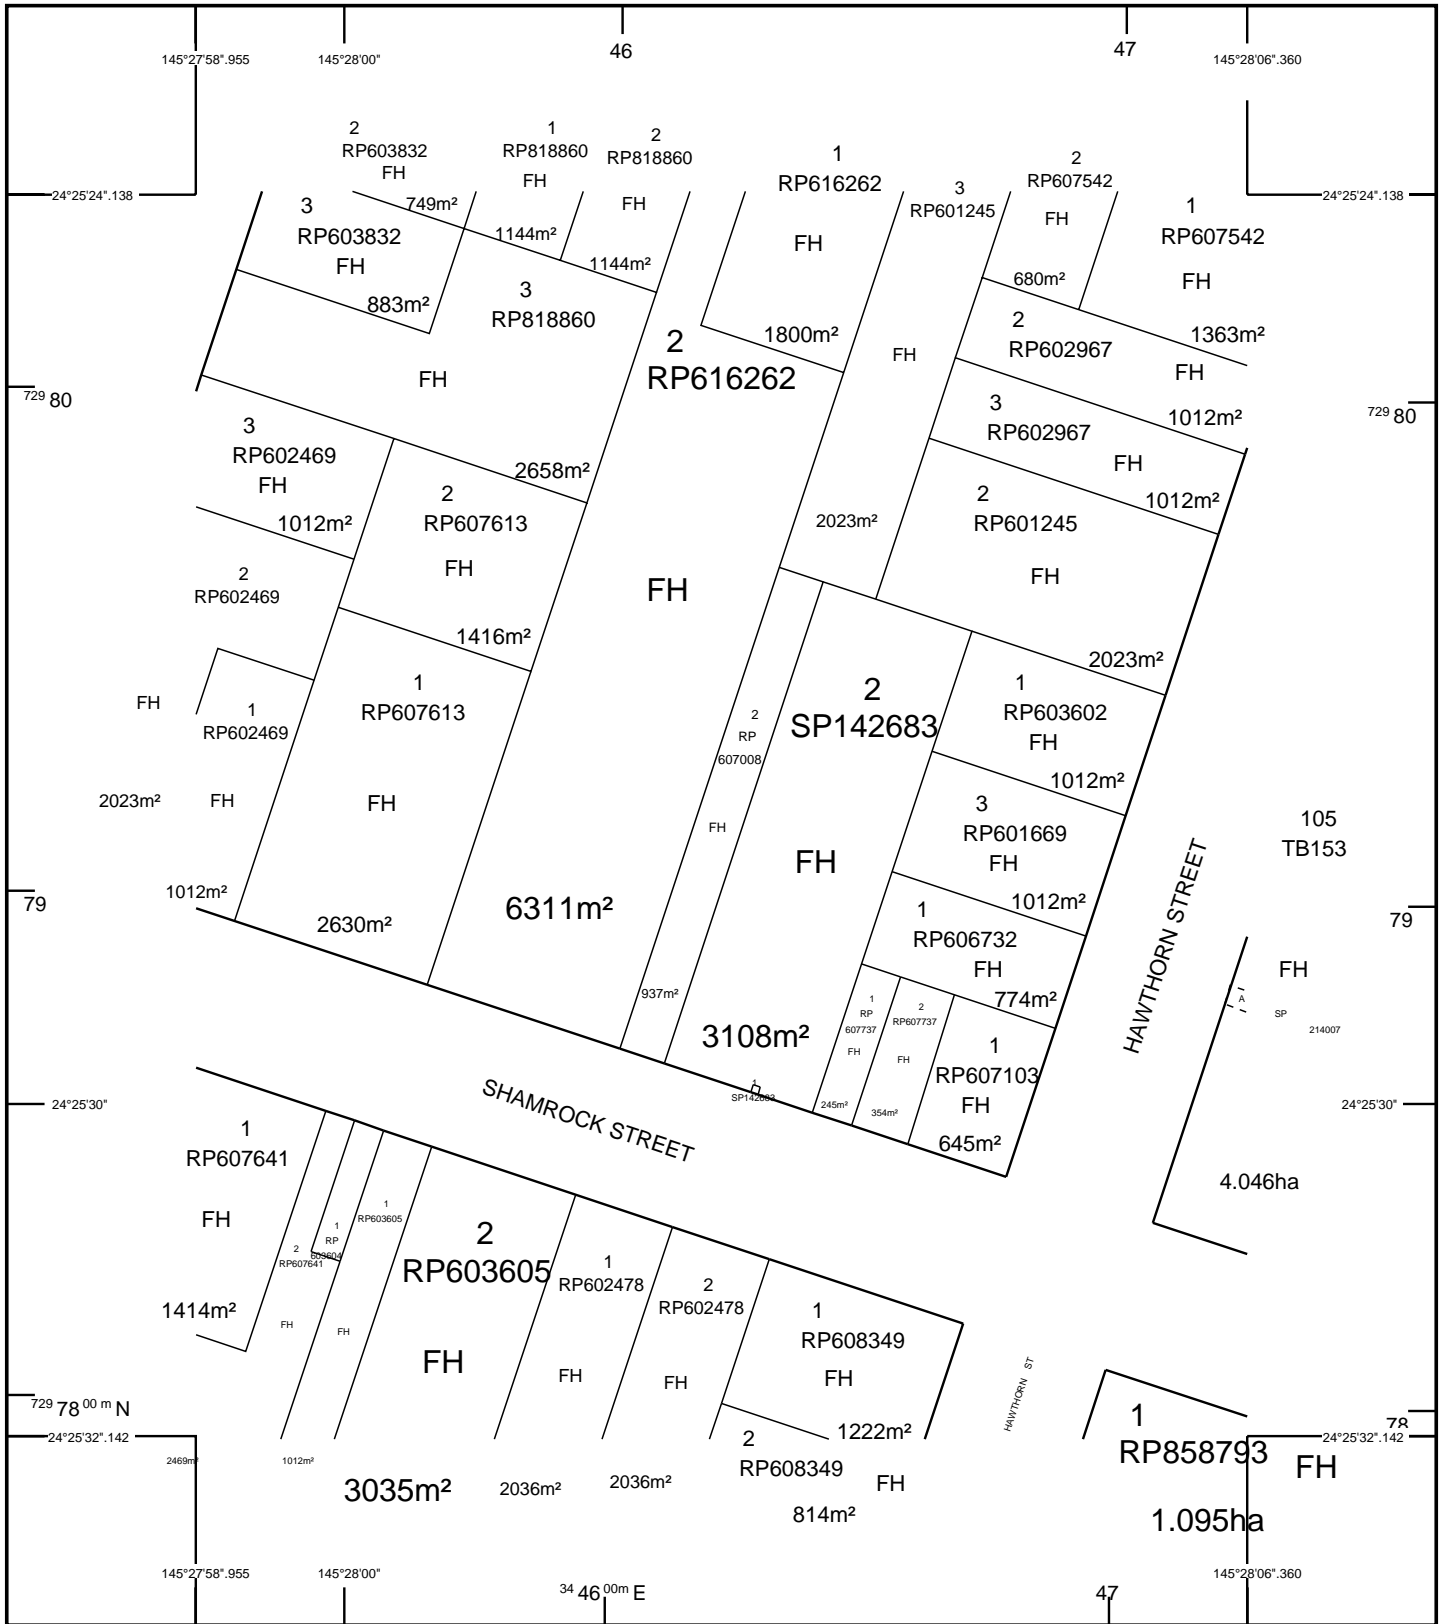 46
47
145°27'58".955
145°28'00"
145°28'06".360
2
RP603832
FH
749m²
1
RP818860
FH
1144m²
2
RP818860
FH
1144m²
1
RP616262
FH
1800m²
3
RP601245
FH
2023m²
2
RP607542
FH
680m²
1
RP607542
FH
1363m²
24°25'24".138
24°25'24".138
3
RP603832
FH
883m²
3
RP818860
FH
2658m²
2
RP616262
FH
6311m²
2
RP602967
FH
1012m²
729 80
729 80
3
RP602967
FH
1012m²
3
RP602469
FH
1012m²
2
RP607613
FH
1416m²
2
RP601245
FH
2023m²
2
RP602469
FH
2023m²
1
RP602469
FH
1012m²
1
RP607613
FH
2630m²
2
RP
607008
FH
937m²
2
SP142683
FH
3108m²
1
RP603602
FH
1012m²
3
RP601669
FH
1012m²
105
TB153
FH
4.046ha
79
79
1
RP606732
FH
774m²
HAWTHORN STREET
A
SP
214007
1
RP
607737
FH
245m²
2
RP607737
FH
354m²
1
RP607103
FH
645m²
1
SP142683
SHAMROCK STREET
24°25'30"
24°25'30"
1
RP607641
FH
1414m²
2
RP607641
FH
2469m²
1
RP
603604
1
RP603605
FH
1012m²
2
RP603605
FH
3035m²
1
RP602478
FH
2036m²
2
RP602478
FH
2036m²
1
RP608349
FH
1222m²
2
RP608349
FH
814m²
HAWTHORN ST
1
RP858793
FH
1.095ha
729 78 00 m N
78
24°25'32".142
24°25'32".142
145°27'58".955
145°28'00"
145°28'06".360
34 46 00m E
47